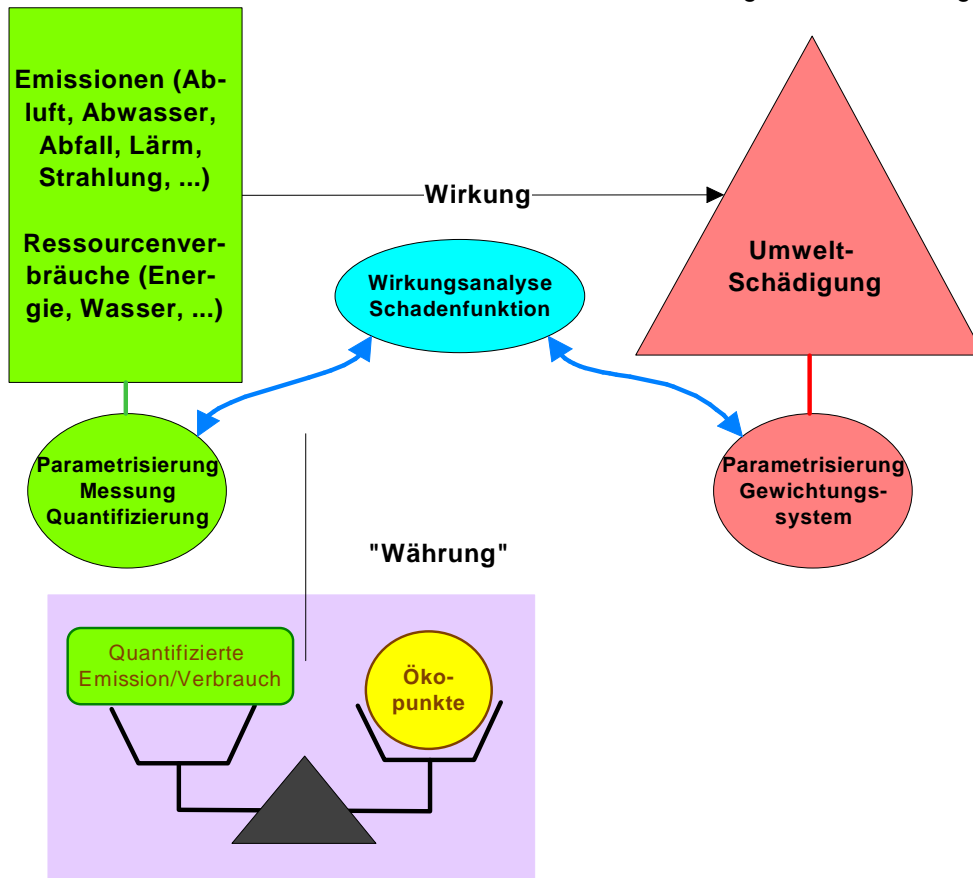 Emissionen (Ab-
luft, Abwasser,
Abfall, Lärm,
Strahlung, ...)
Ressourcenver-
bräuche (Ener-
gie, Wasser, ...)
Wirkung
Wirkungsanalyse
Schadenfunktion
Umwelt-
Schädigung
Parametrisierung
Messung
Quantifizierung
Parametrisierung
Gewichtungs-
system
"Währung"
Quantifizierte
Emission/Verbrauch
Öko-
punkte